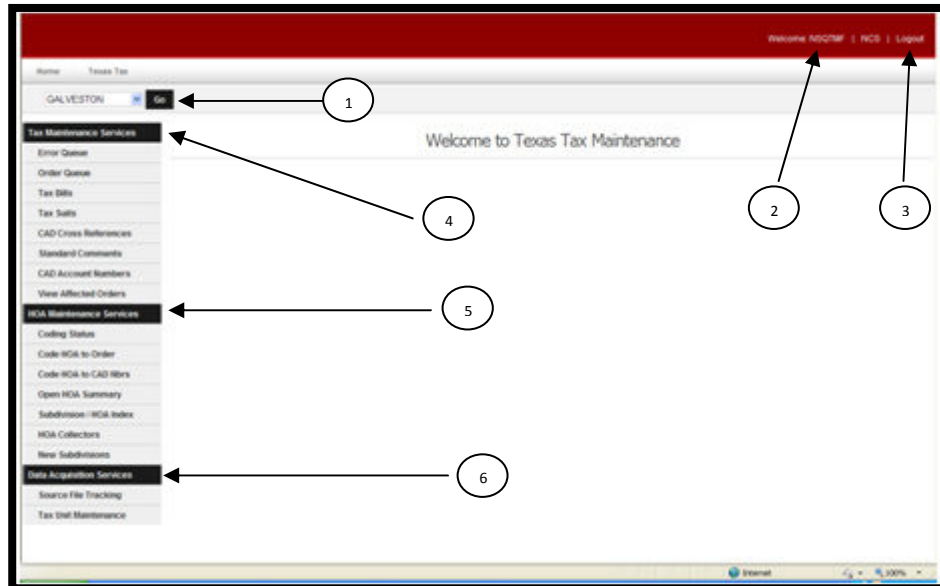 Welcome NSQTMF | NCS | Logout
Home Texas Tax
GALVESTON Go
1
Tax Maintenance Services
Welcome to Texas Tax Maintenance
Error Queue
Order Queue
Tax Bills
2
3
Tax Suits
4
CAD Cross References
Standard Comments
CAD Account Numbers
View Affected Orders
HOA Maintenance Services
5
Coding Status
Code HOA to Order
Code HOA to CAD Nbrs
Open HOA Summary
Subdivision / HOA Index
HOA Collectors
New Subdivisions
Data Acquisition Services
6
Source File Tracking
Tax Unit Maintenance
Internet 100%